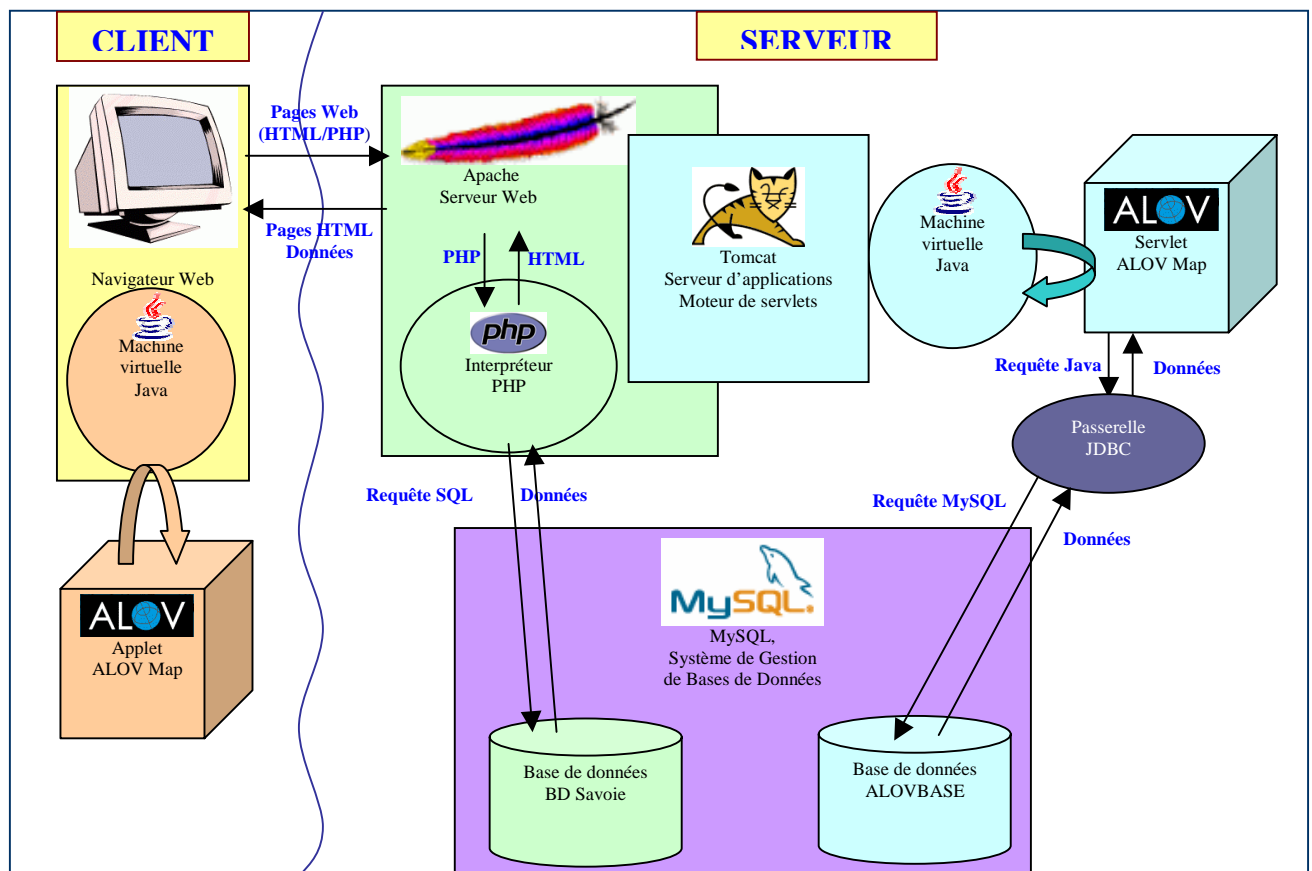 CLIENT
SERVEUR
Pages Web
(HTML/PHP)
Pages HTML
Données
Navigateur Web
Machine
virtuelle
Java
ALOV
Applet
ALOV Map
Apache
Serveur Web
PHP
HTML
php
Interpréteur
PHP
Tomcat
Serveur d’applications
Moteur de servlets
Machine
virtuelle
Java
ALOV
Servlet
ALOV Map
Requête Java
Données
Passerelle
JDBC
Requête SQL
Données
Requête MySQL
Données
MySQL.
MySQL,
Système de Gestion
de Bases de Données
Base de données
BD Savoie
Base de données
ALOVBASE